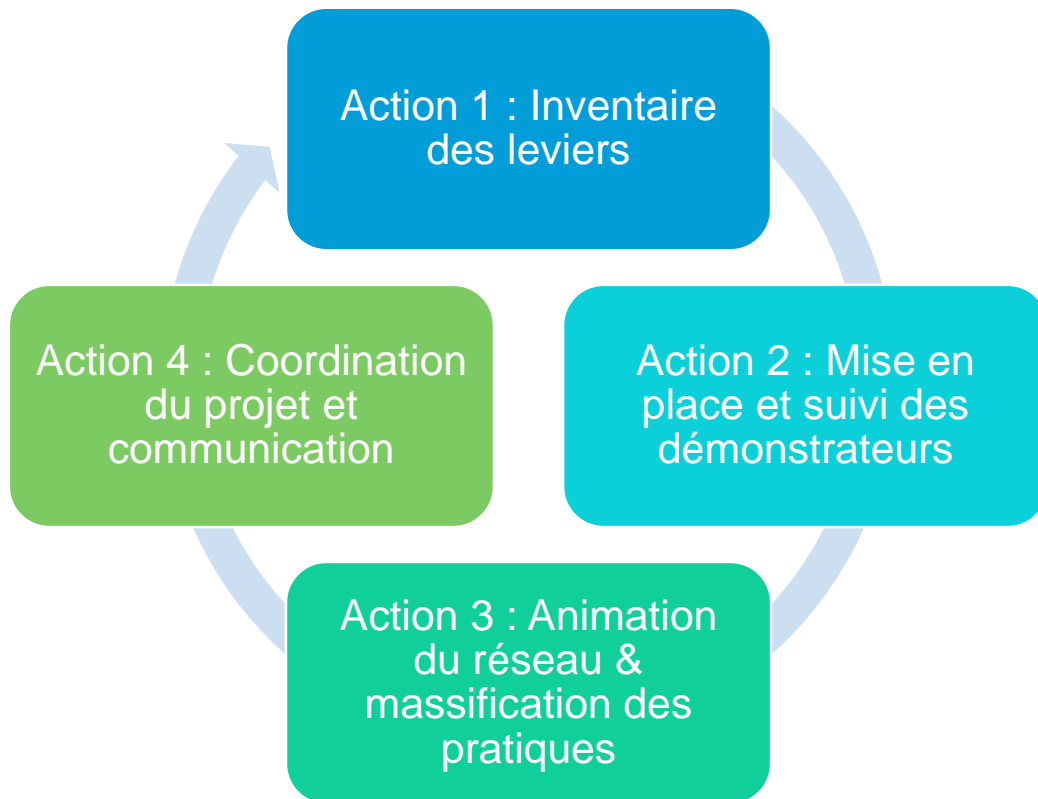 Action 1 : Inventaire
des leviers
Action 2 : Mise en
place et suivi des
démonstrateurs
Action 3 : Animation
du réseau &
massification des
pratiques
Action 4 : Coordination
du projet et
communication